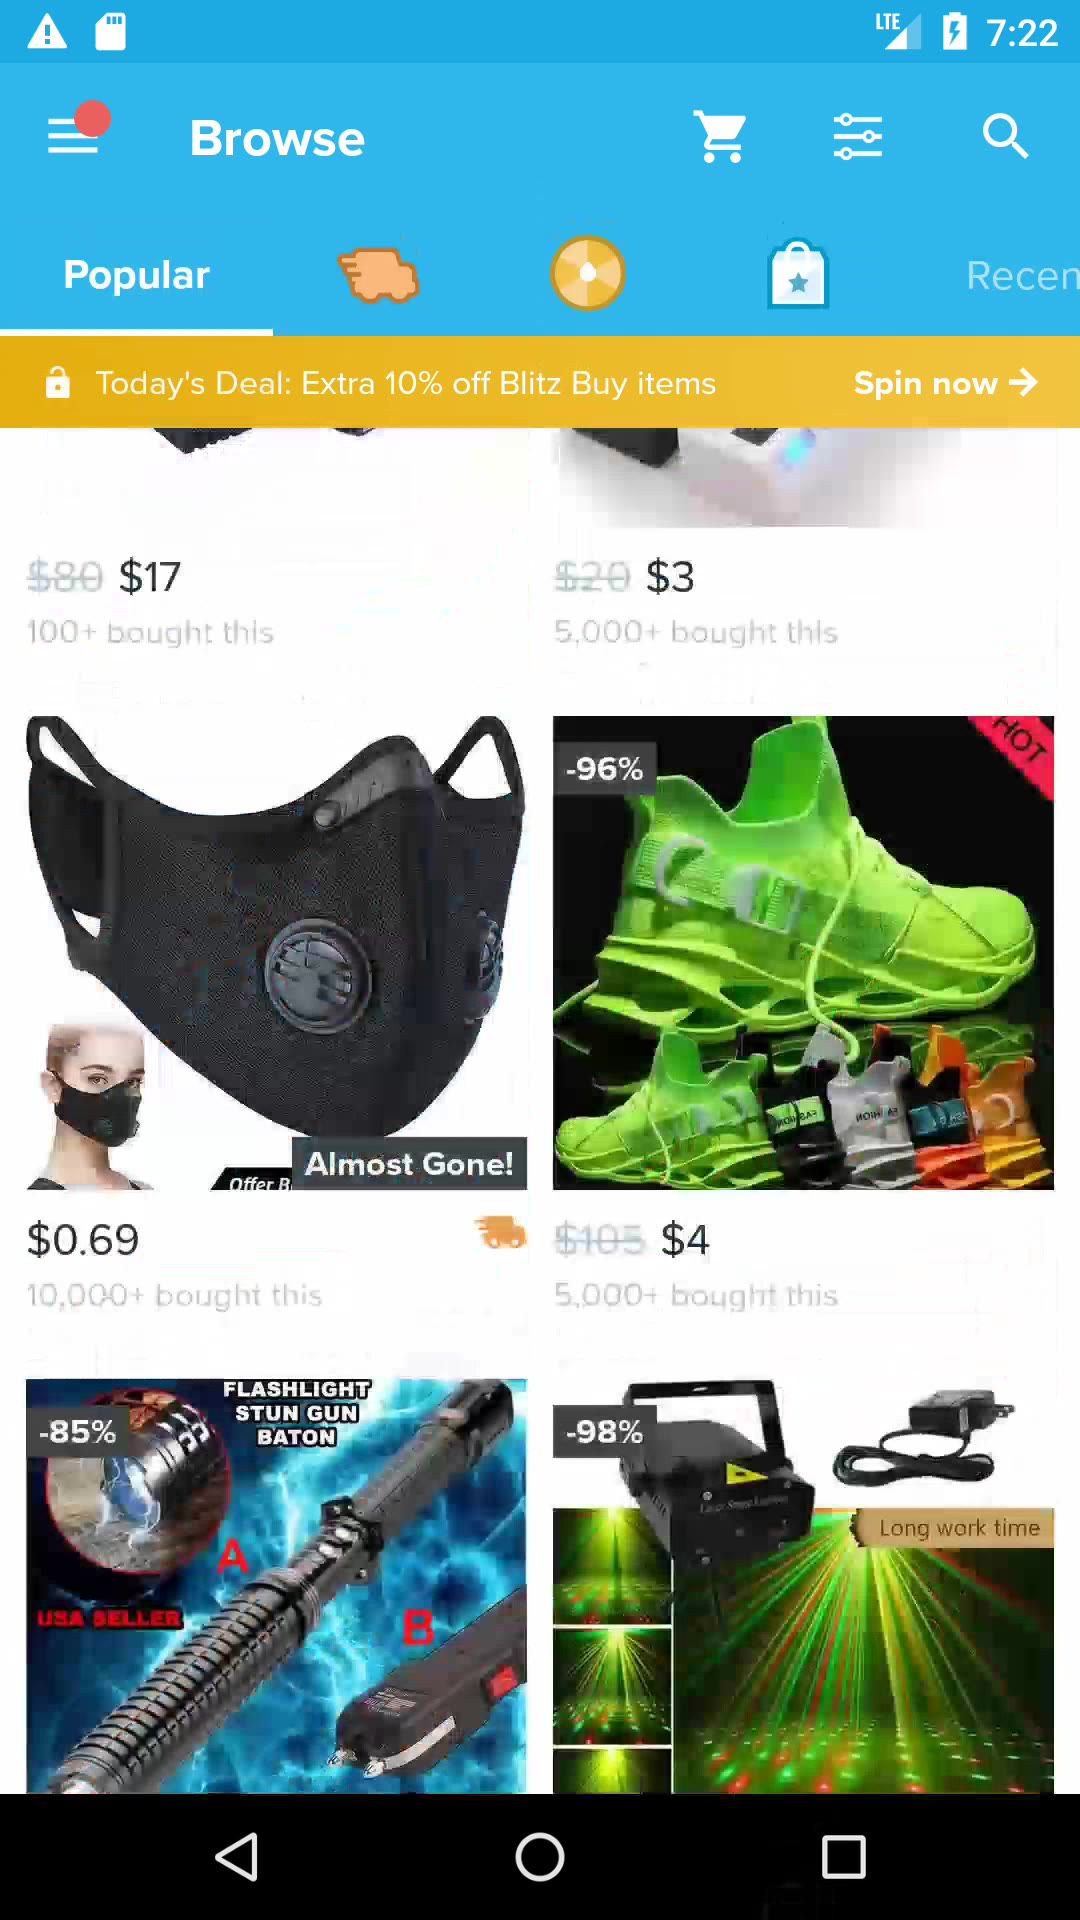 LTE 7:22
Browse
Popular
Recen
Today's Deal: Extra 10% off Blitz Buy items
Spin now →
$80 $17
$20 $3
100+ bought this
5,000+ bought this
-96%
HOT
FASHION
Almost Gone!
Offer B
$0.69
$105 $4
10,000+ bought this
5,000+ bought this
-85%
FLASHLIGHT
STUN GUN
BATON
A
USA SELLER
B
-98%
Long work time